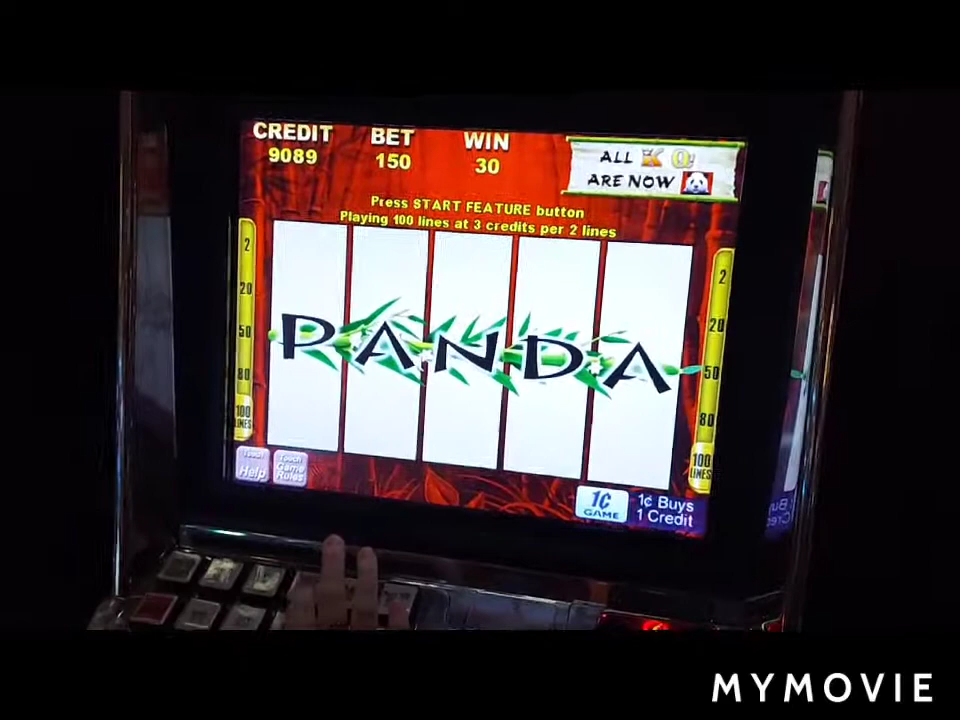 CREDIT BET WIN
9089 150 30
ALL K Q
ARE NOW
Press START FEATURE button
Playing 100 lines at 3 credits per 2 lines
2 2
20 20
50 50
80 80
100 LINES 100 LINES
PANDA
Touch Help
Touch Game Rules
1¢ GAME
1¢ Buys
1 Credit
MYMOVIE